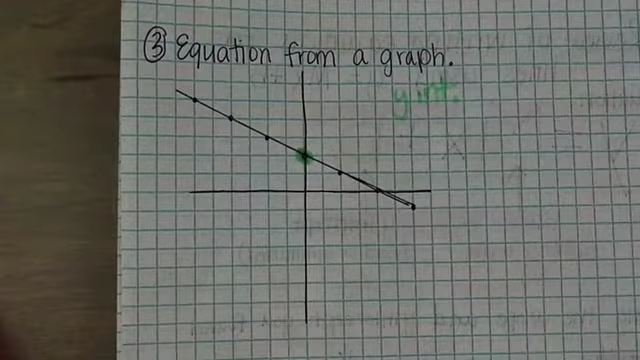 ③ Equation from a graph.
y int.